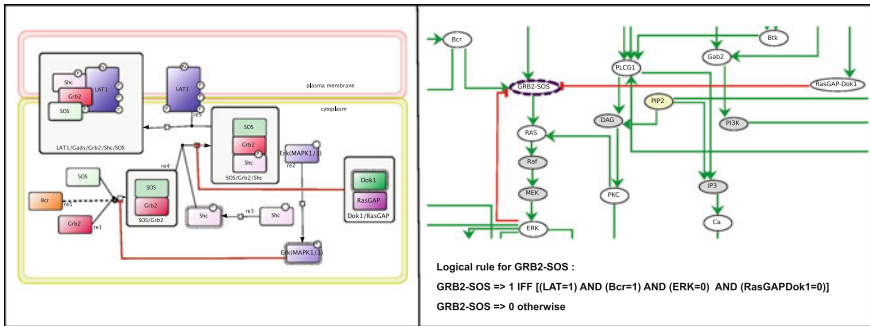 Shc
LAT1
Grb2
SOS
LAT1/Gads/Grb2/Shc/SOS
LAT1
re5
plasma membrane
cytoplasm
SOS
Grb2
Shc
SOS/Grb2/Shc
Erk(MAPK1/3)
re2
Dok1
RasGAP
Dok1/RasGAP
SOS
re4
SOS
Grb2
SOS/Grb2
Bcr
re1
Grb2
re1
Shc
re3
Shc
Erk(MAPK1/3)
Bcr
Btk
Gab2
PLCG1
RasGAP-Dok1
GRB2-SOS
PIP2
DAG
PI3K
RAS
Raf
MEK
PKC
IP3
Ca
ERK
Logical rule for GRB2-SOS :
GRB2-SOS => 1 IFF [(LAT=1) AND (Bcr=1) AND (ERK=0) AND (RasGAPDok1=0)]
GRB2-SOS => 0 otherwise